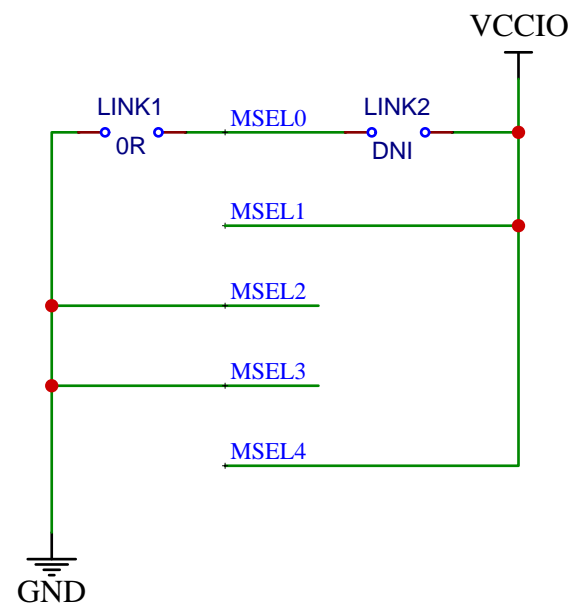 VCCIO
LINK1 MSEL0 LINK2
0R DNI
MSEL1
MSEL2
MSEL3
MSEL4
GND